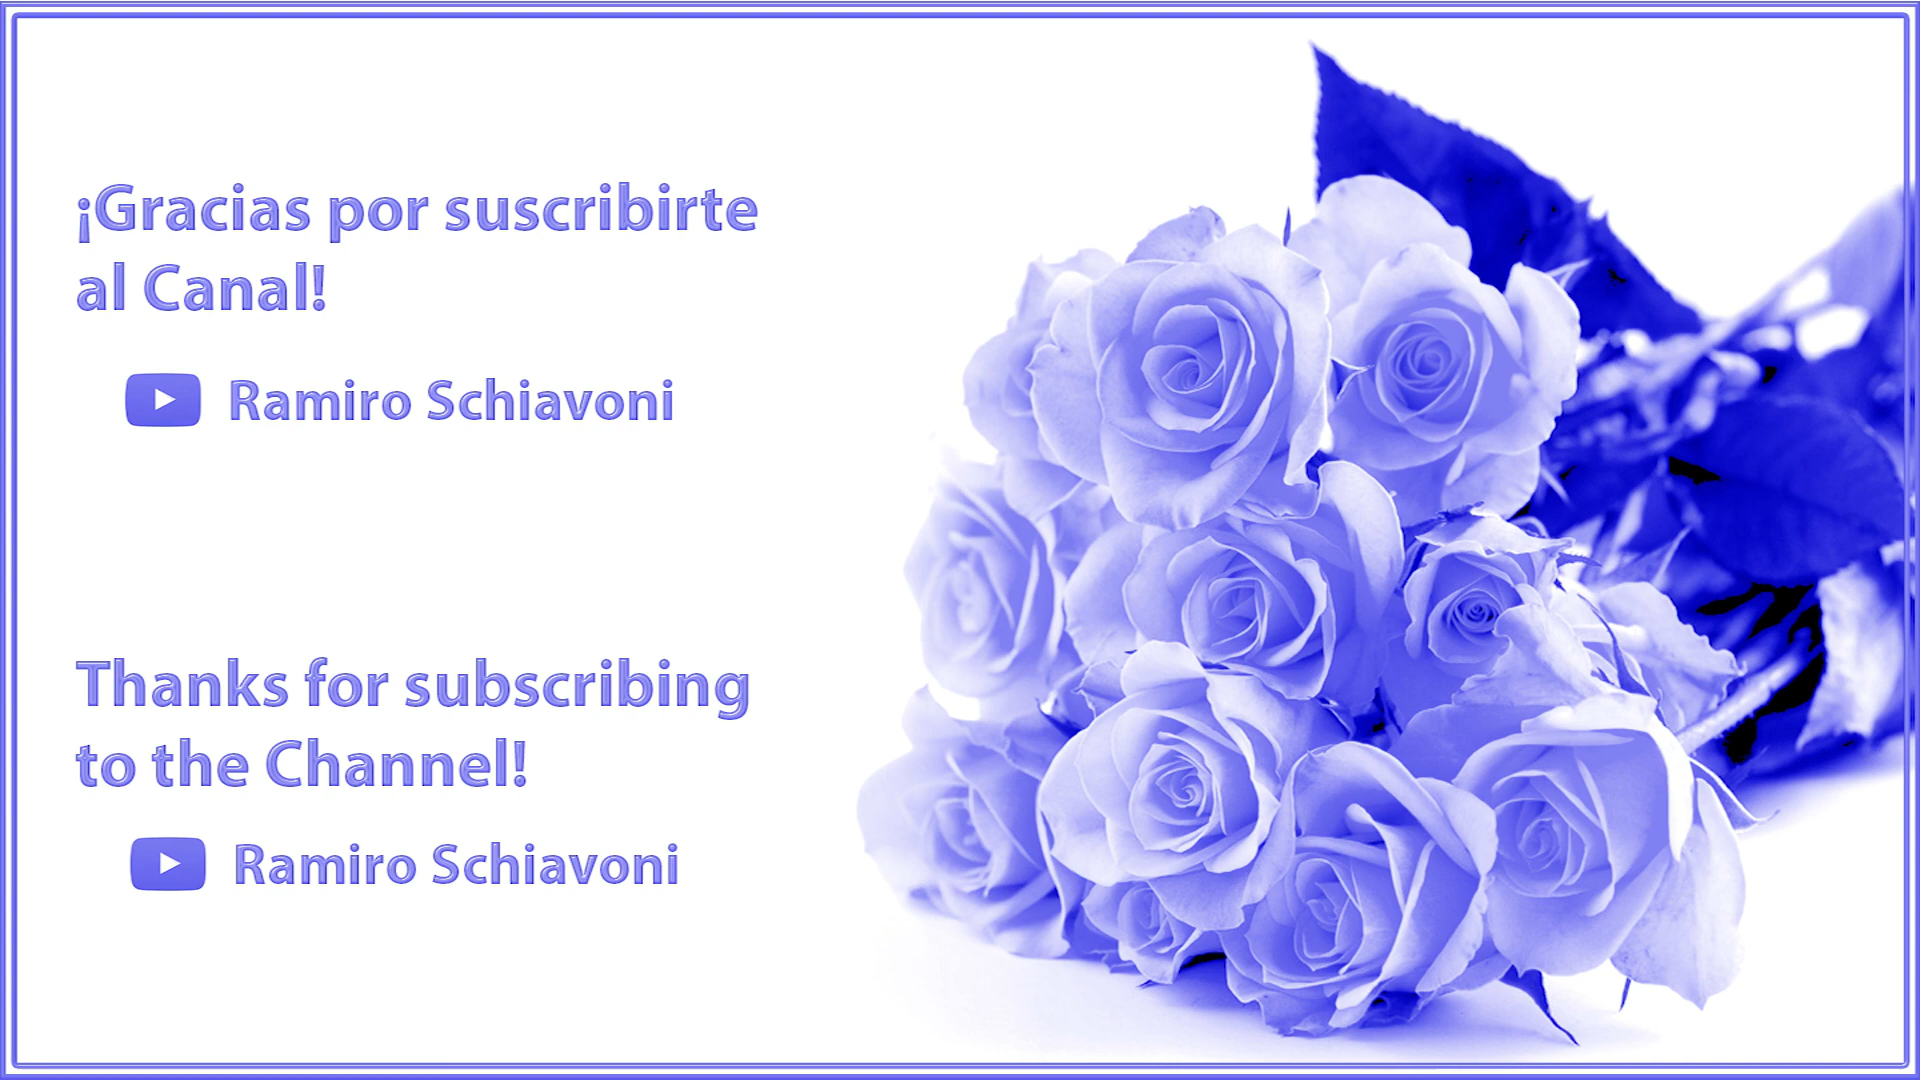 ¡Gracias por suscribirte
al Canal!
Ramiro Schiavoni
Thanks for subscribing
to the Channel!
Ramiro Schiavoni